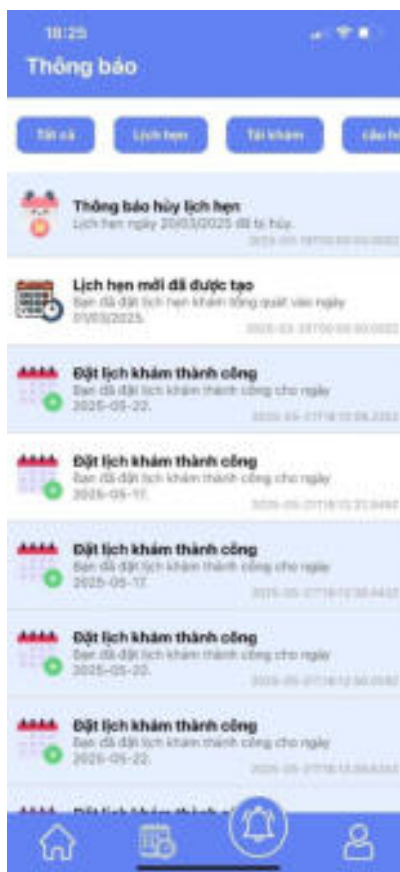 18:25
Thông báo
Tất cả Lịch hẹn Tái khám câu h
Thông báo hủy lịch hẹn
Lịch hẹn ngày 20/03/2025 đã bị hủy.
Lịch hẹn mới đã được tạo
Bạn đã đặt lịch hẹn khám tổng quát vào ngày
01/03/2025.
Đặt lịch khám thành công
Bạn đã đặt lịch khám thành công cho ngày
2025-05-22.
Đặt lịch khám thành công
Bạn đã đặt lịch khám thành công cho ngày
2025-05-17.
Đặt lịch khám thành công
Bạn đã đặt lịch khám thành công cho ngày
2025-05-17.
Đặt lịch khám thành công
Bạn đã đặt lịch khám thành công cho ngày
2025-05-22.
Đặt lịch khám thành công
Bạn đã đặt lịch khám thành công cho ngày
2025-05-22.